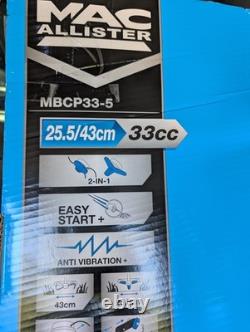 MAC
ALLISTER
MBCP33-5
25.5/43cm 33cc
2-IN-1
EASY
START +
ANTI VIBRATION +
43cm